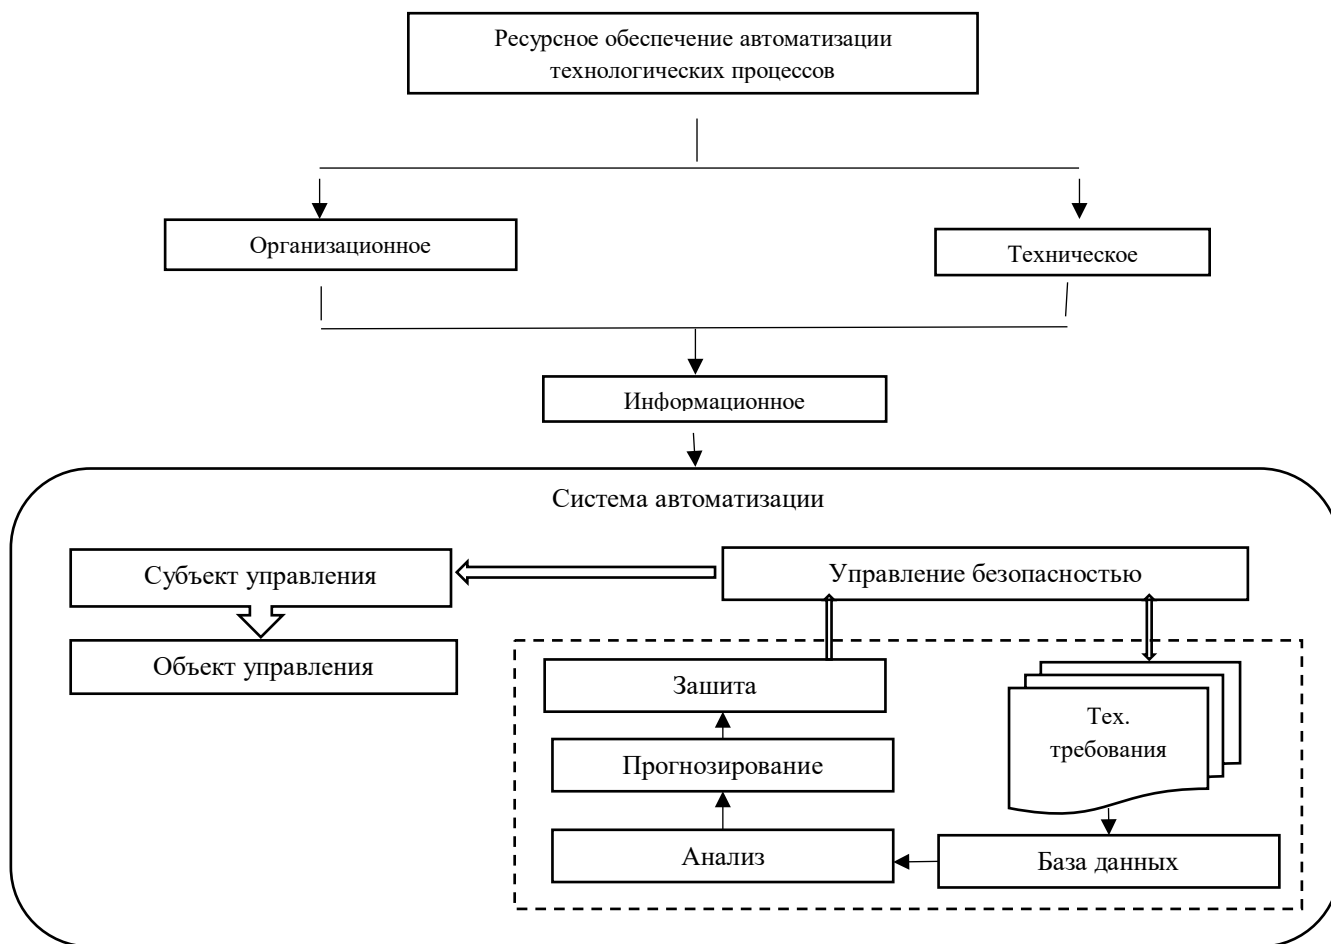 Ресурсное обеспечение автоматизации
технологических процессов
Организационное
Техническое
Информационное
Система автоматизации
Субъект управления
Управление безопасностью
Объект управления
Зашита
Тех.
требования
Прогнозирование
Анализ
База данных